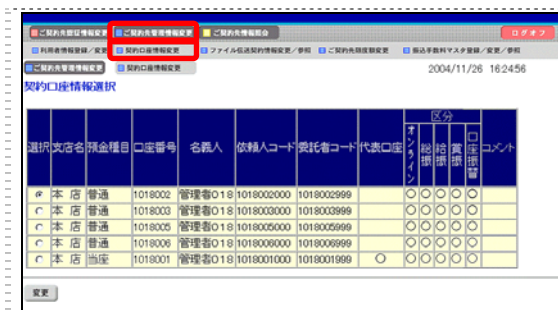 ご契約先認証情報変更 ご契約先管理情報変更 ご契約先情報照会 ログオフ
利用者情報登録/変更 契約口座情報変更 ファイル伝送契約情報変更/参照 ご契約先限度額変更 振込手数料マスタ登録/変更/参照
ご契約先管理情報変更 契約口座情報変更 2004/11/26 16:24:56
契約口座情報選択
選択 支店名 預金種目 口座番号 名義人 依頼人コード 受託者コード 代表口座 区分 コメント
オンライン 総振 給振 賞振 口座振替
本 店 普通 1018002 管理者018 1018002000 1018002999 ○ ○ ○ ○ ○
本 店 普通 1018003 管理者018 1018003000 1018003999 ○ ○ ○ ○ ○
本 店 普通 1018005 管理者018 1018005000 1018005999 ○ ○ ○ ○ ○
本 店 普通 1018006 管理者018 1018006000 1018006999 ○ ○ ○ ○ ○
本 店 当座 1018001 管理者018 1018001000 1018001999 ○ ○ ○ ○ ○ ○
変更